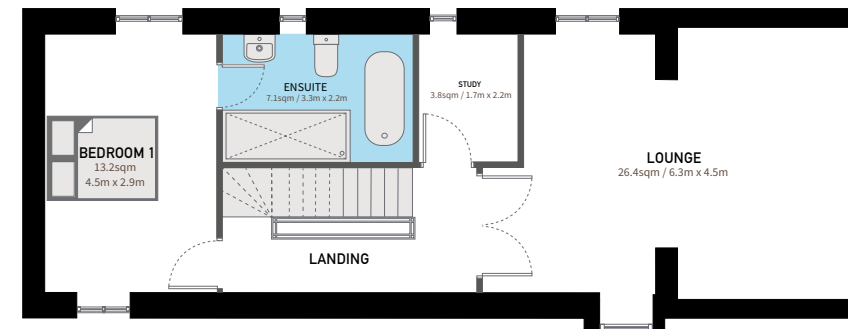 BEDROOM 1
13.2sqm
4.5m x 2.9m
ENSUITE
7.1sqm / 3.3m x 2.2m
STUDY
3.8sqm / 1.7m x 2.2m
LOUNGE
26.4sqm / 6.3m x 4.5m
LANDING